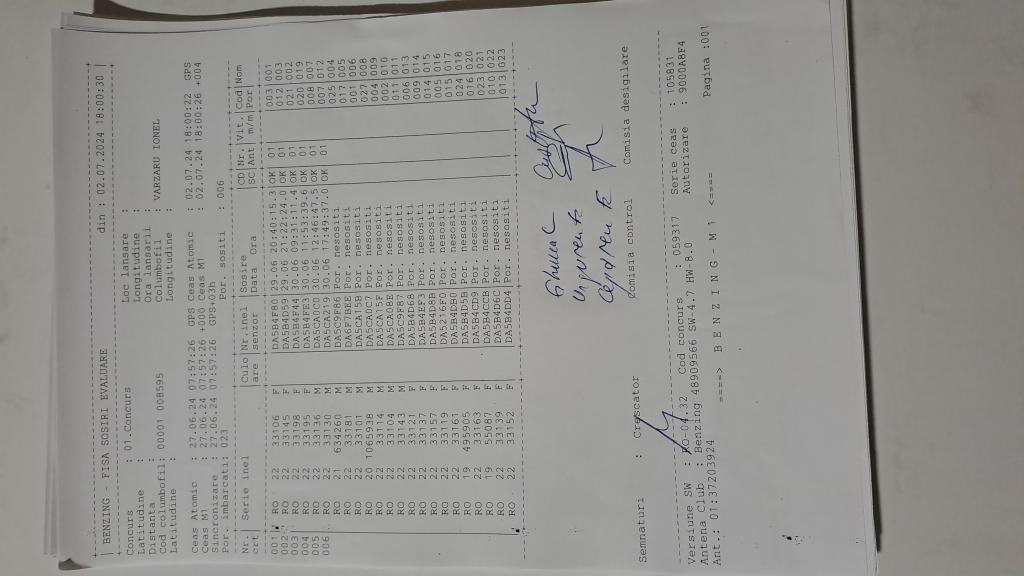 BENZING - FISA SOSIRI EVALUARE din : 02.07.2024 18:00:30
Concurs : 01.Concurs Loc lansare :
Latitudine : Longitudine :
Distanta : Ora lansarii :
Cod columbofil: 00001 008595 Columbofil : VARZARU IONEL
Latitudine : Longitudine :
Ceas Atomic : 27.06.24 07:57:26 GPS Ceas Atomic : 02.07.24 18:00:22 GPS
Ceas M1 : 27.06.24 07:57:26 +000 Ceas M1 : 02.07.24 18:00:26 +004
Sincronizare : 27.06.24 07:57:26 GPS+03h
Por. imbarcati: 023 Por. sositi : 006
Nr. Serie inel Culo Nr.inel Sosire CD Nr. Vit. Cod Nom
crt are senzor Data Ora SC Ant m/m Por
001 RO 22 33106 F DA5B4F80 29.06 20:40:15.3 OK 01 003 001
002 RO 22 33145 F DA5B4D59 29.06 21:22:24.0 OK 01 022 003
003 RO 22 33198 F DA5B4F44 30.06 09:31:11.4 OK 01 021 002
004 RO 22 33195 F DA5B4FE3 30.06 11:53:39.6 OK 01 020 019
005 RO 22 33136 M DA5CA0C0 30.06 12:46:47.5 OK 01 008 007
006 RO 22 33130 M DA5CA219 30.06 17:49:37.0 OK 01 007 012
RO 21 634260 M DA5C9F86 Por. nesositi 025 004
RO 22 33181 M DA6F7BEE Por. nesositi 017 005
RO 22 33101 M DA5CA15B Por. nesositi 001 006
RO 20 1065938 M DA5CA0C7 Por. nesositi 027 008
RO 22 33114 M DA5CA15F Por. nesositi 004 009
RO 22 33104 M DA5CA0BE Por. nesositi 002 010
RO 22 33143 M DA5C9F87 Por. nesositi 011 011
RO 22 33121 F DA5B4D68 Por. nesositi 006 013
RO 22 33137 F DA5B4EF3 Por. nesositi 009 014
RO 22 33157 F DA5B4D8B Por. nesositi 014 015
RO 22 33119 F DA5216F0 Por. nesositi 005 016
RO 22 33161 F DA5B4DB0 Por. nesositi 015 017
RO 19 495905 F DA5B4D5B Por. nesositi 024 018
RO 22 33163 F DA5B4CD9 Por. nesositi 016 020
RO 19 55087 F DA5B4CCB Por. nesositi 023 021
RO 22 33139 F DA5B4D6C Por. nesositi 010 022
RO 22 33152 F DA5B4DD4 Por. nesositi 013 023
Semnaturi : Crescator Comisia control Comisia desigilare
Versiune SW : RO-04.32 Cod concurs : 059317 Serie ceas : 105831
Antena Club : Benzing 48909566 SW-4.7 HW-8.0 Autorizare : 9000ABF4
Ant.: 01:37203924
====> B E N Z I N G - M 1 <==== Pagina :001